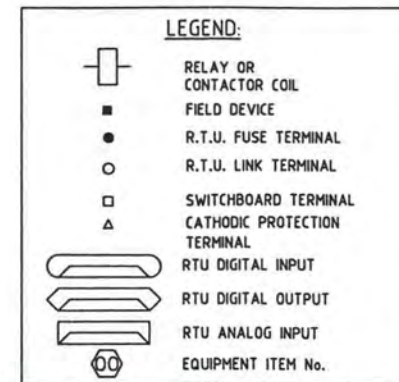 LEGEND:
RELAY OR
CONTACTOR COIL
FIELD DEVICE
R.T.U. FUSE TERMINAL
R.T.U. LINK TERMINAL
SWITCHBOARD TERMINAL
CATHODIC PROTECTION
TERMINAL
RTU DIGITAL INPUT
RTU DIGITAL OUTPUT
RTU ANALOG INPUT
00 EQUIPMENT ITEM No.